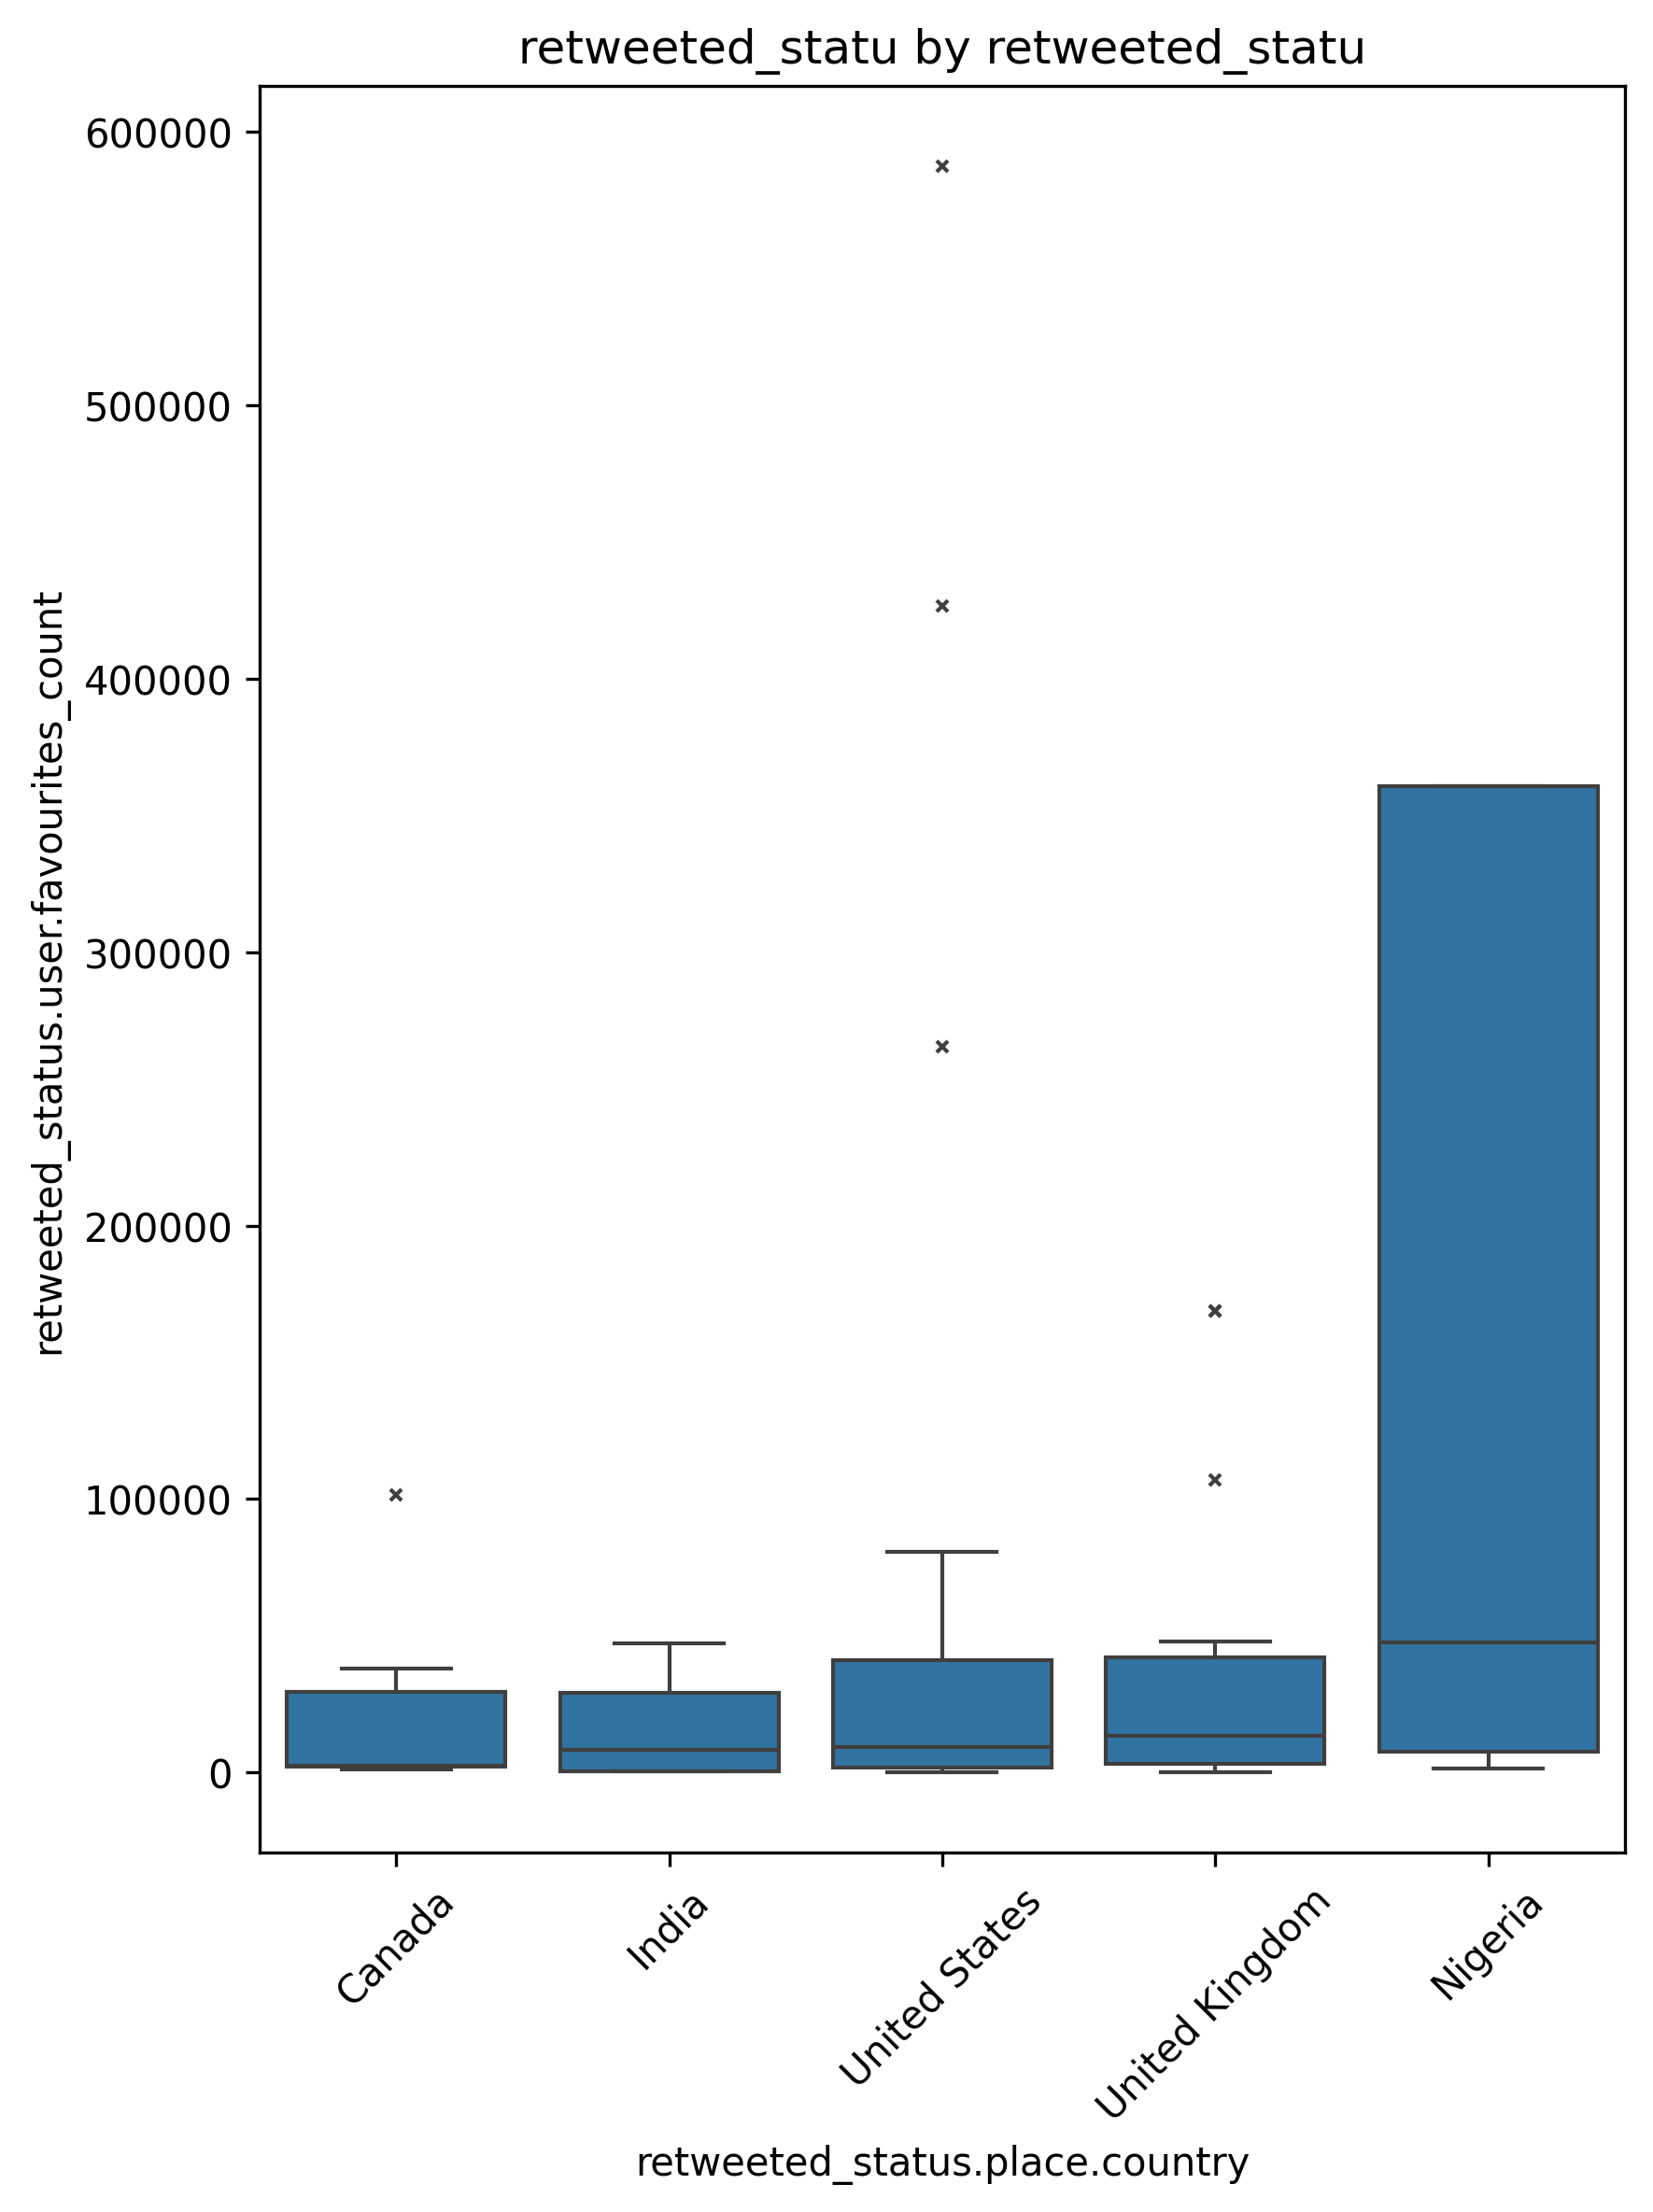 retweeted_statu by retweeted_statu
600000
500000
400000
300000
200000
100000
0
retweeted_status.user.favourites_count
Canada
India
United States
United Kingdom
Nigeria
retweeted_status.place.country